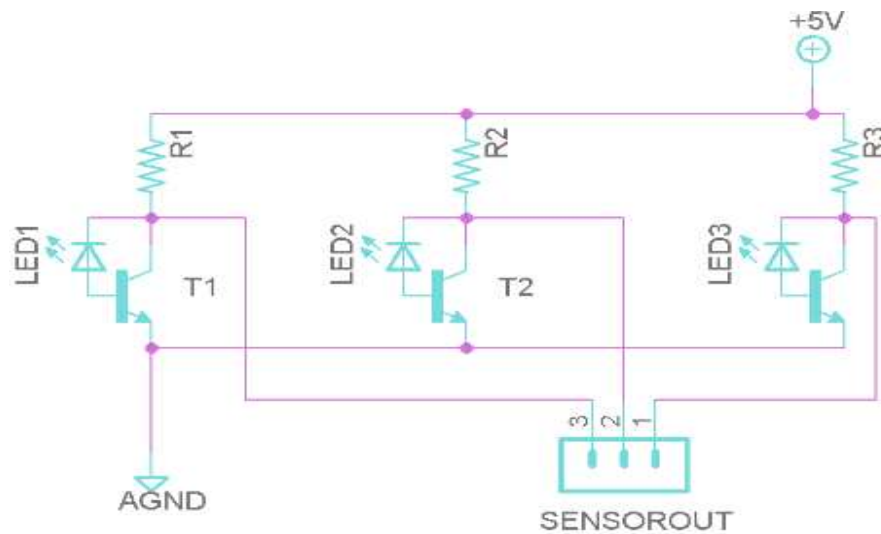 +5V
R1
R2
R3
LED1
LED2
LED3
T1
T2
3
2
1
AGND
SENSOROUT